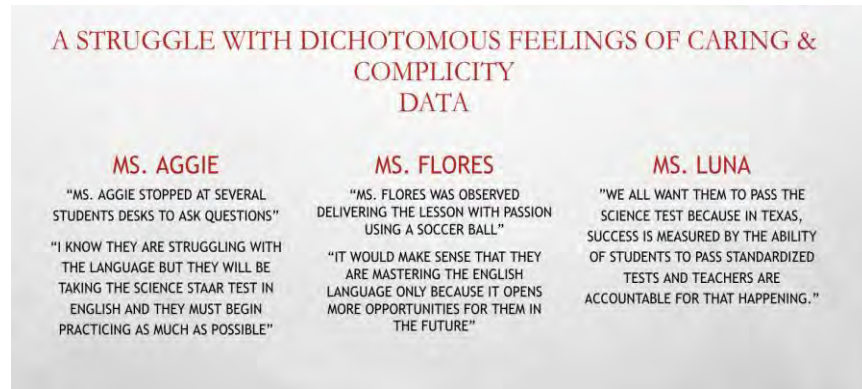 A STRUGGLE WITH DICHOTOMOUS FEELINGS OF CARING &
COMPLICITY
DATA
MS. AGGIE
"MS. AGGIE STOPPED AT SEVERAL
STUDENTS DESKS TO ASK QUESTIONS"
"I KNOW THEY ARE STRUGGLING WITH
THE LANGUAGE BUT THEY WILL BE
TAKING THE SCIENCE STAAR TEST IN
ENGLISH AND THEY MUST BEGIN
PRACTICING AS MUCH AS POSSIBLE"
MS. FLORES
"MS. FLORES WAS OBSERVED
DELIVERING THE LESSON WITH PASSION
USING A SOCCER BALL"
"IT WOULD MAKE SENSE THAT THEY
ARE MASTERING THE ENGLISH
LANGUAGE ONLY BECAUSE IT OPENS
MORE OPPORTUNITIES FOR THEM IN
THE FUTURE"
MS. LUNA
"WE ALL WANT THEM TO PASS THE
SCIENCE TEST BECAUSE IN TEXAS,
SUCCESS IS MEASURED BY THE ABILITY
OF STUDENTS TO PASS STANDARDIZED
TESTS AND TEACHERS ARE
ACCOUNTABLE FOR THAT HAPPENING."